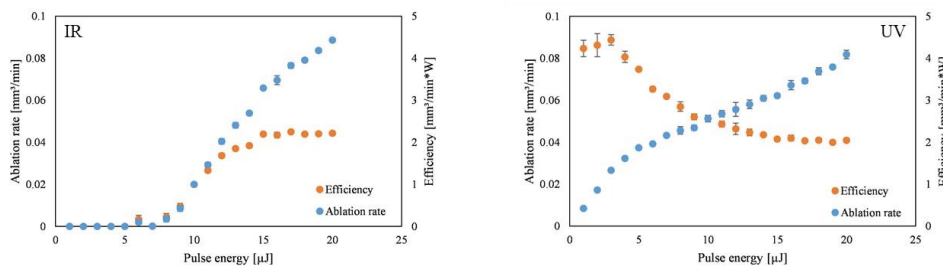 IR
Ablation rate [mm³/min]
0.1
0.08
0.06
0.04
0.02
0
5
4
3
2
1
0
Efficiency [mm³/min*W]
Efficiency
Ablation rate
0 5 10 15 20 25
Pulse energy [µJ]
UV
Ablation rate [mm³/min]
0.1
0.08
0.06
0.04
0.02
0
5
4
3
2
1
0
Efficiency [mm³/min*W]
Efficiency
Ablation rate
0 5 10 15 20 25
Pulse energy [µJ]